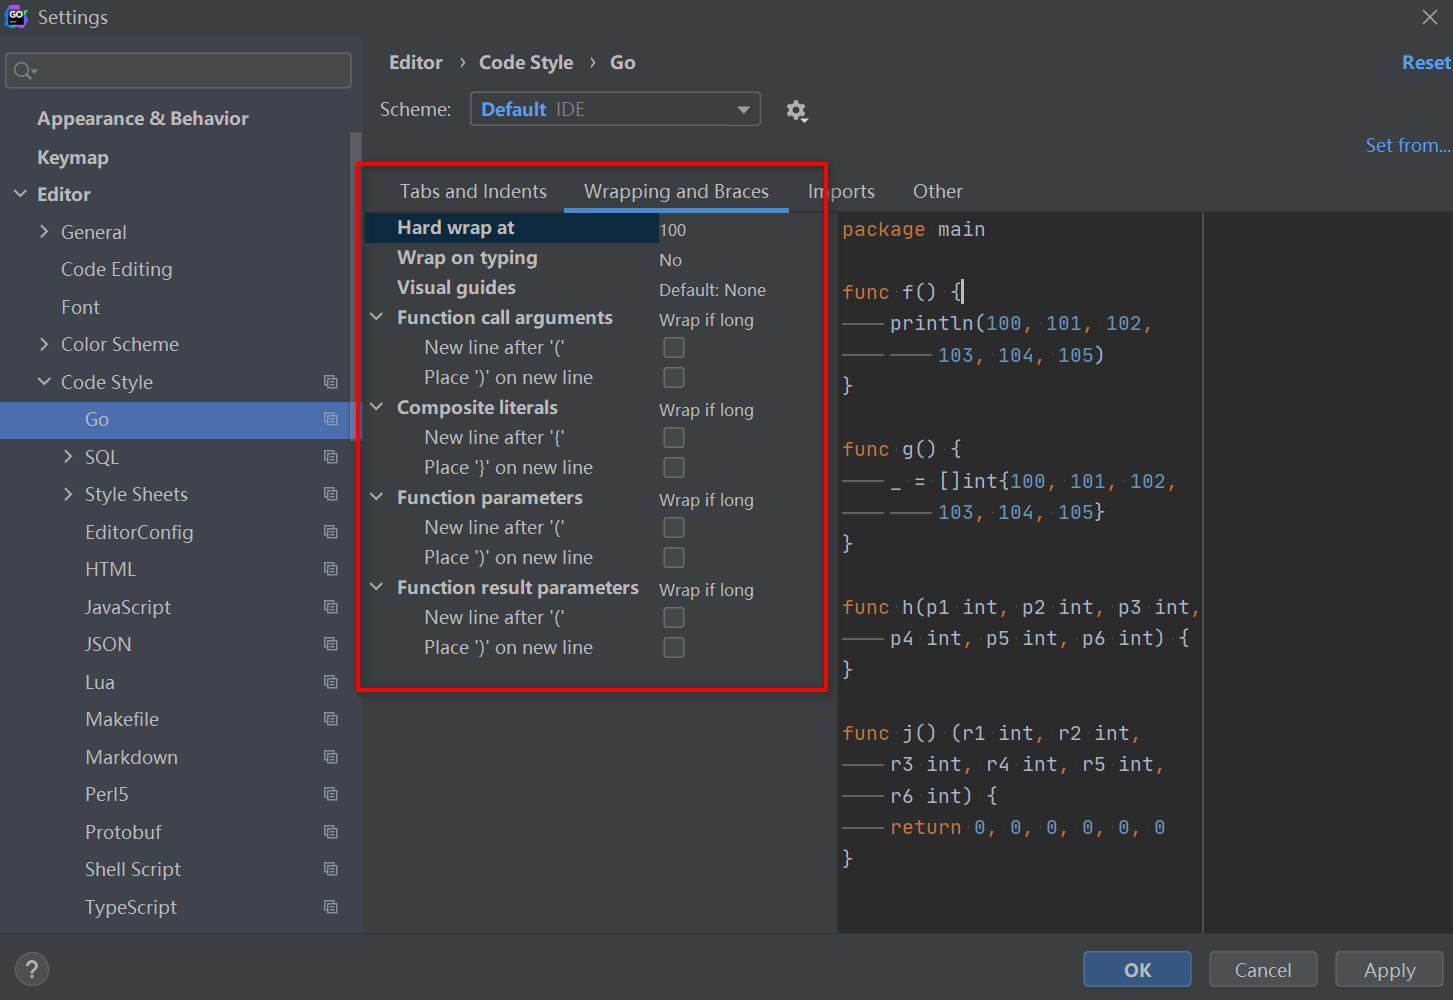 GO
Settings
Editor › Code Style › Go
Reset
Scheme: Default IDE
Set from...
Appearance & Behavior
Keymap
Editor
General
Code Editing
Font
Color Scheme
Code Style
Go
SQL
Style Sheets
EditorConfig
HTML
JavaScript
JSON
Lua
Makefile
Markdown
Perl5
Protobuf
Shell Script
TypeScript
Tabs and Indents Wrapping and Braces Imports Other
Hard wrap at 100
Wrap on typing No
Visual guides Default: None
Function call arguments Wrap if long
New line after '('
Place ')' on new line
Composite literals Wrap if long
New line after '{'
Place '}' on new line
Function parameters Wrap if long
New line after '('
Place ')' on new line
Function result parameters Wrap if long
New line after '('
Place ')' on new line
package main
func f() {
println(100, 101, 102,
103, 104, 105)
}
func g() {
_ = []int{100, 101, 102,
103, 104, 105}
}
func h(p1 int, p2 int, p3 int,
p4 int, p5 int, p6 int) {
}
func j() (r1 int, r2 int,
r3 int, r4 int, r5 int,
r6 int) {
return 0, 0, 0, 0, 0, 0
}
?
OK Cancel Apply